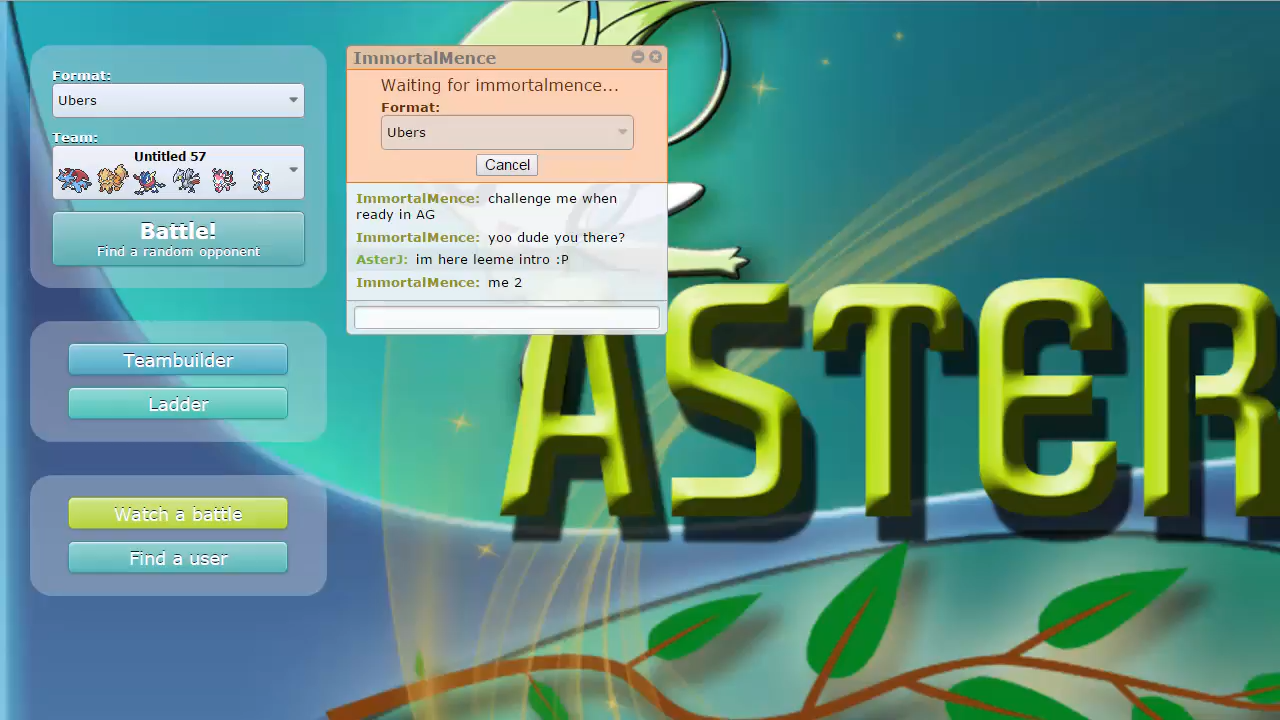 Format:
Ubers
Team:
Untitled 57
Battle!
Find a random opponent
Teambuilder
Ladder
Watch a battle
Find a user
ImmortalMence
Waiting for immortalmence...
Format:
Ubers
Cancel
ImmortalMence: challenge me when
ready in AG
ImmortalMence: yoo dude you there?
AsterJ: im here leeme intro :P
ImmortalMence: me 2
ASTER